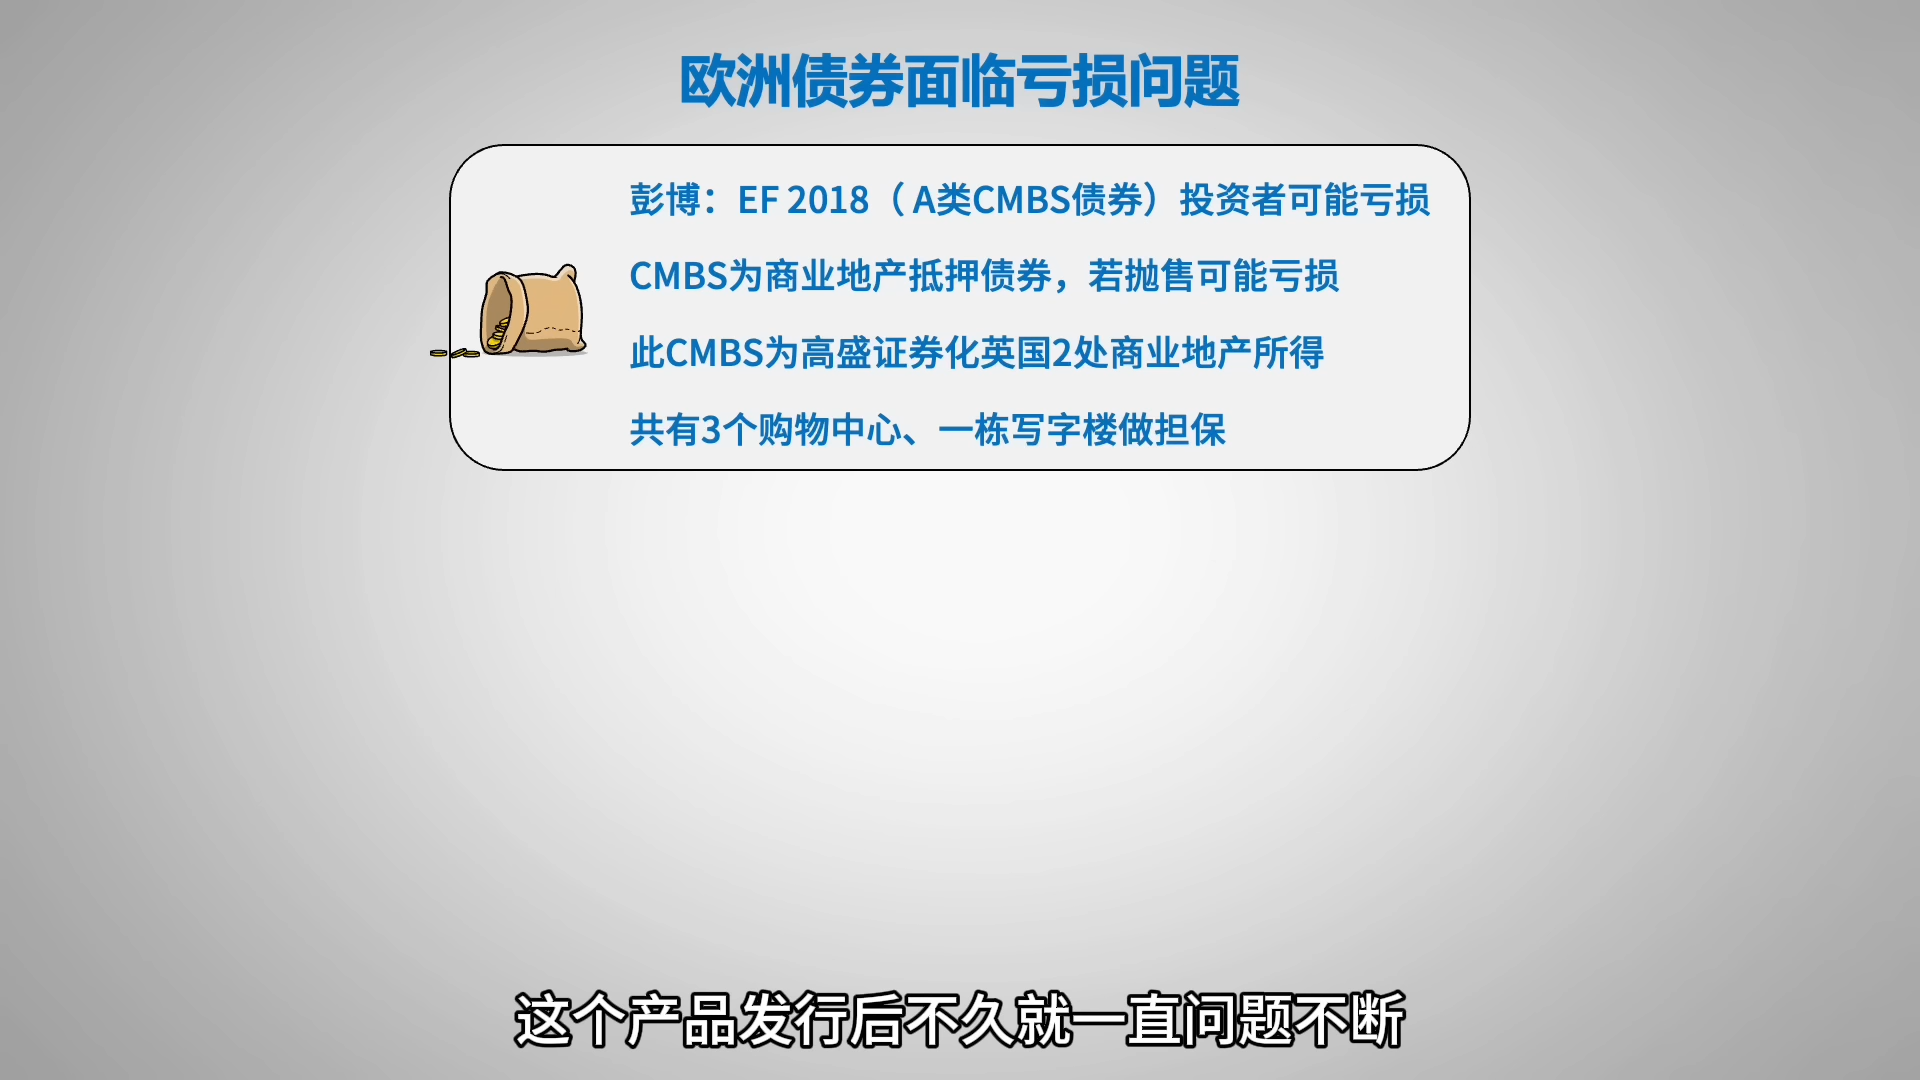 欧洲债券面临亏损问题
彭博：EF 2018（ A类CMBS债券）投资者可能亏损
CMBS为商业地产抵押债券，若抛售可能亏损
此CMBS为高盛证券化英国2处商业地产所得
共有3个购物中心、一栋写字楼做担保
这个产品发行后不久就一直问题不断